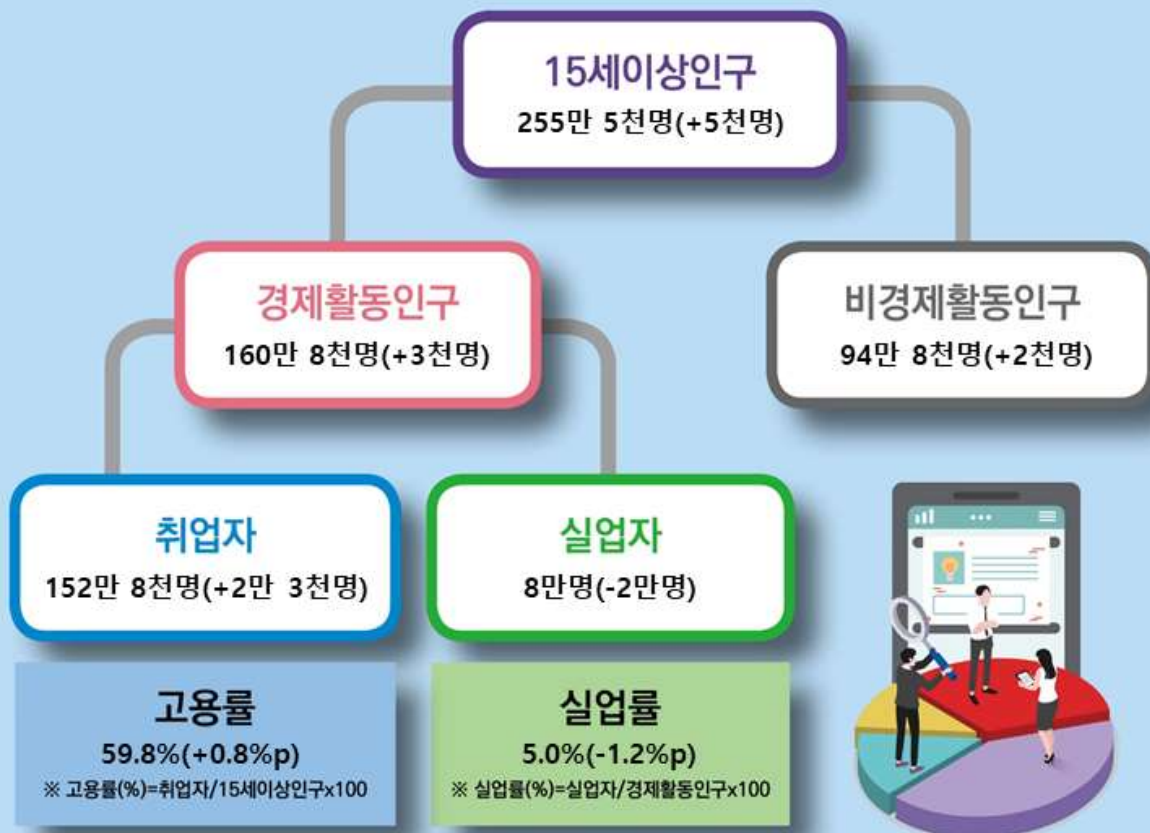 15세이상인구
255만 5천명(+5천명)
경제활동인구
160만 8천명(+3천명)
비경제활동인구
94만 8천명(+2천명)
취업자
152만 8천명(+2만 3천명)
실업자
8만명(-2만명)
고용률
59.8%(+0.8%p)
※ 고용률(%)=취업자/15세이상인구x100
실업률
5.0%(-1.2%p)
※ 실업률(%)=실업자/경제활동인구x100